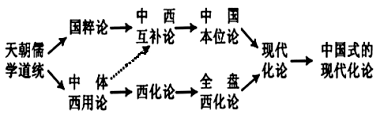 天朝儒
学道统
国粹论
中体
西用论
中西
互补论
西化论
中国
本位论
全盘
西化论
现代
化论
中国式的
现代化论